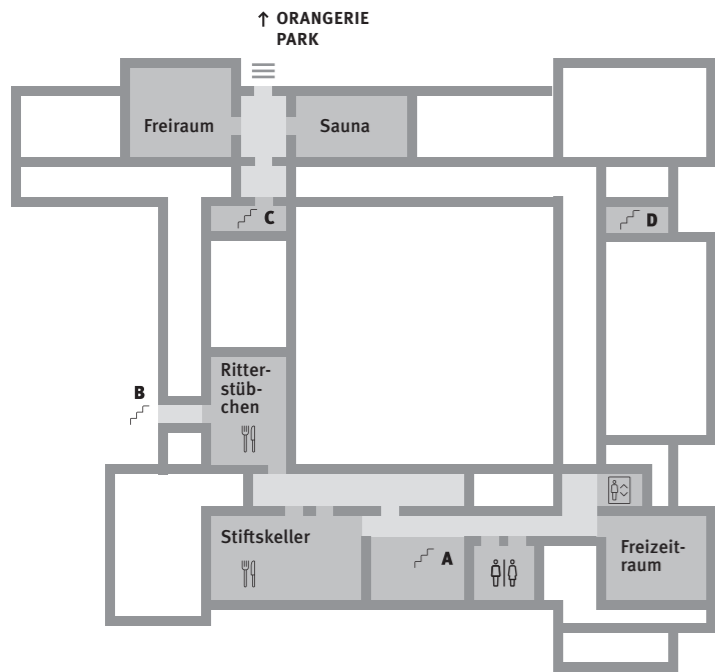 ↑ ORANGERIE
PARK
Freiraum
Sauna
C
D
Ritter-
stüb-
chen
B
Stiftskeller
A
Freizeit-
raum